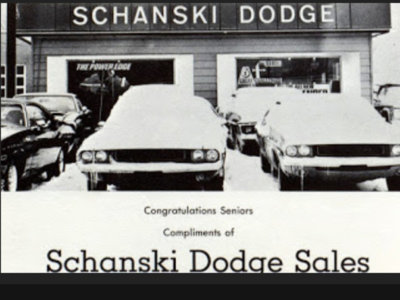 SCHANSKI DODGE
THE POWER EDGE
Congratulations Seniors
Compliments of
Schanski Dodge Sales